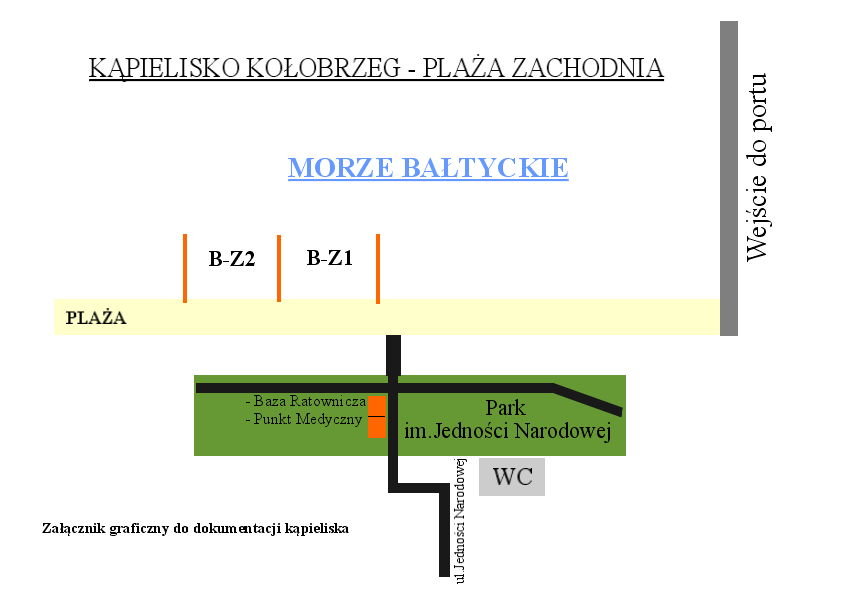 KĄPIELISKO KOŁOBRZEG - PLAŻA ZACHODNIA
Wejście do portu
MORZE BAŁTYCKIE
B-Z2
B-Z1
PLAŻA
- Baza Ratownicza
- Punkt Medyczny
Park
im.Jedności Narodowej
WC
ul.Jedności Narodowej
Załącznik graficzny do dokumentacji kąpieliska